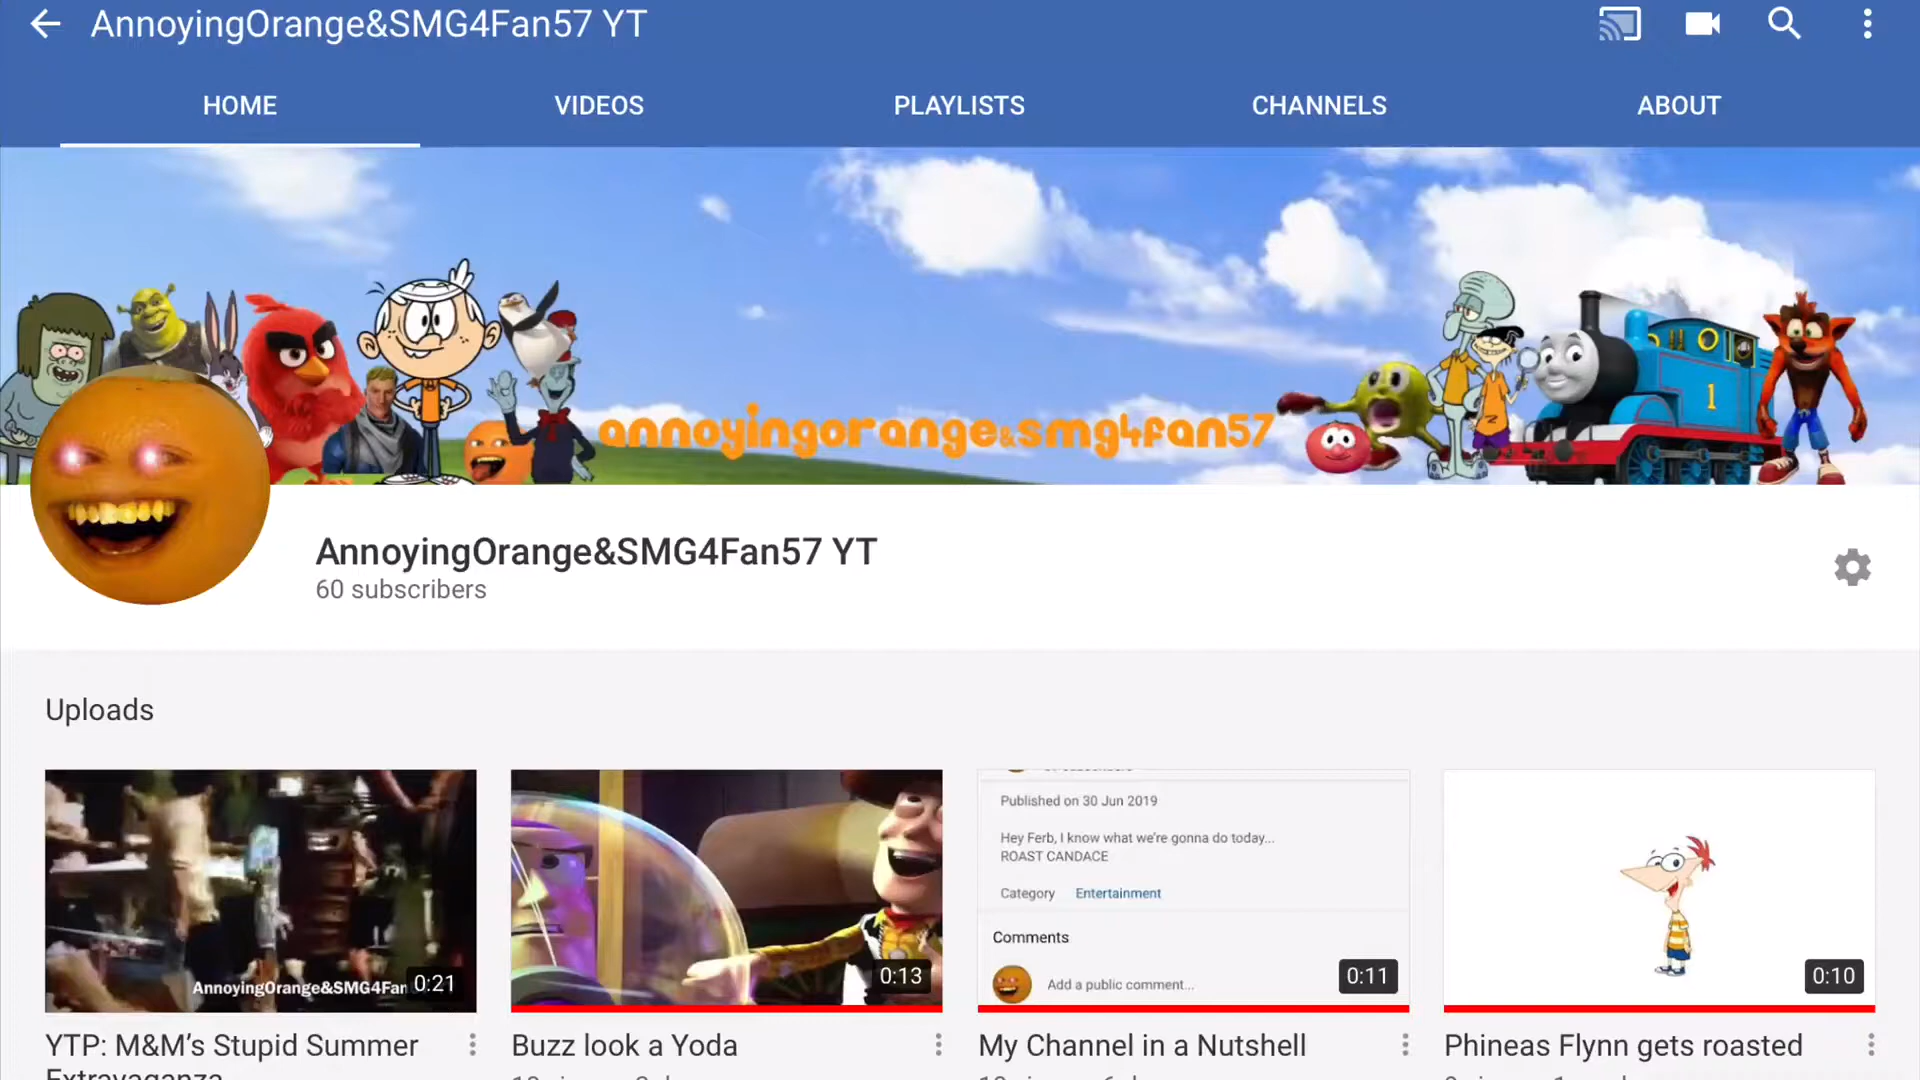 AnnoyingOrange&SMG4Fan57 YT
HOME
VIDEOS
PLAYLISTS
CHANNELS
ABOUT
annoyingorange&smg4fan57
1
AnnoyingOrange&SMG4Fan57 YT
60 subscribers
Uploads
AnnoyingOrange&SMG4Fan
0:21
0:13
Published on 30 Jun 2019
Hey Ferb, I know what we're gonna do today...
ROAST CANDACE
Category Entertainment
Comments
Add a public comment...
0:11
0:10
YTP: M&M's Stupid Summer
Extravaganza
Buzz look a Yoda
My Channel in a Nutshell
Phineas Flynn gets roasted